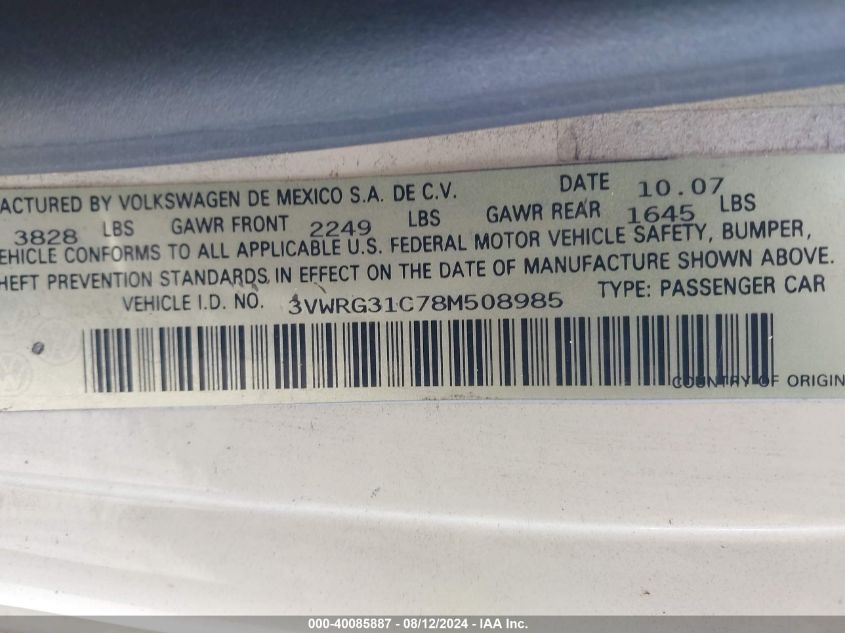 ACTURED BY VOLKSWAGEN DE MEXICO S.A. DE C.V. DATE 10.07
3828 LBS GAWR FRONT 2249 LBS GAWR REAR 1645 LBS
EHICLE CONFORMS TO ALL APPLICABLE U.S. FEDERAL MOTOR VEHICLE SAFETY, BUMPER,
HEFT PREVENTION STANDARDS IN EFFECT ON THE DATE OF MANUFACTURE SHOWN ABOVE.
VEHICLE I.D. NO. 3VWRG31C78M508985 TYPE: PASSENGER CAR
COUNTRY OF ORIGIN
000-40085887 - 08/12/2024 - IAA Inc.